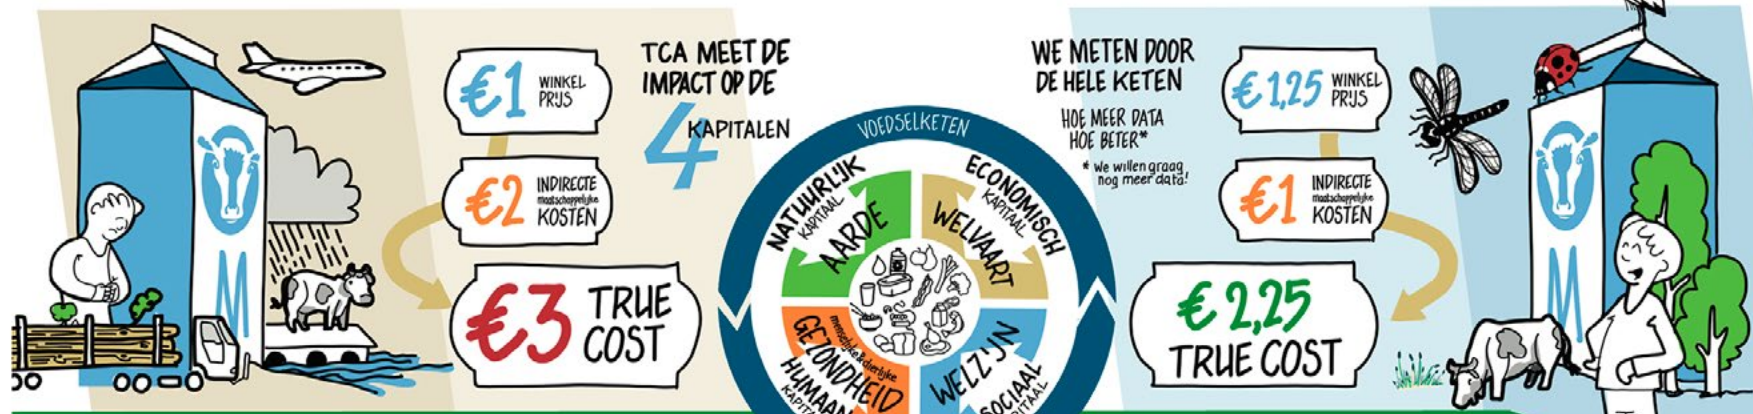 M
€1 WINKEL
PRIJS
€2 INDIRECTE
maatschappelijke
KOSTEN
€3 TRUE
COST
TCA MEET DE
IMPACT OP DE
4 KAPITALEN
VOEDSELKETEN
NATUURLIJK
KAPITAAL
AARDE
ECONOMISCH
KAPITAAL
WELVAART
menselijke & dierlijke
GEZONDHEID
HUMAAN
WELZIJN
SOCIAAL
WE METEN DOOR
DE HELE KETEN
HOE MEER DATA
HOE BETER*
* We willen graag
nog meer data!
€1,25 WINKEL
PRIJS
€1 INDIRECTE
maatschappelijke
KOSTEN
€2,25
TRUE COST
M